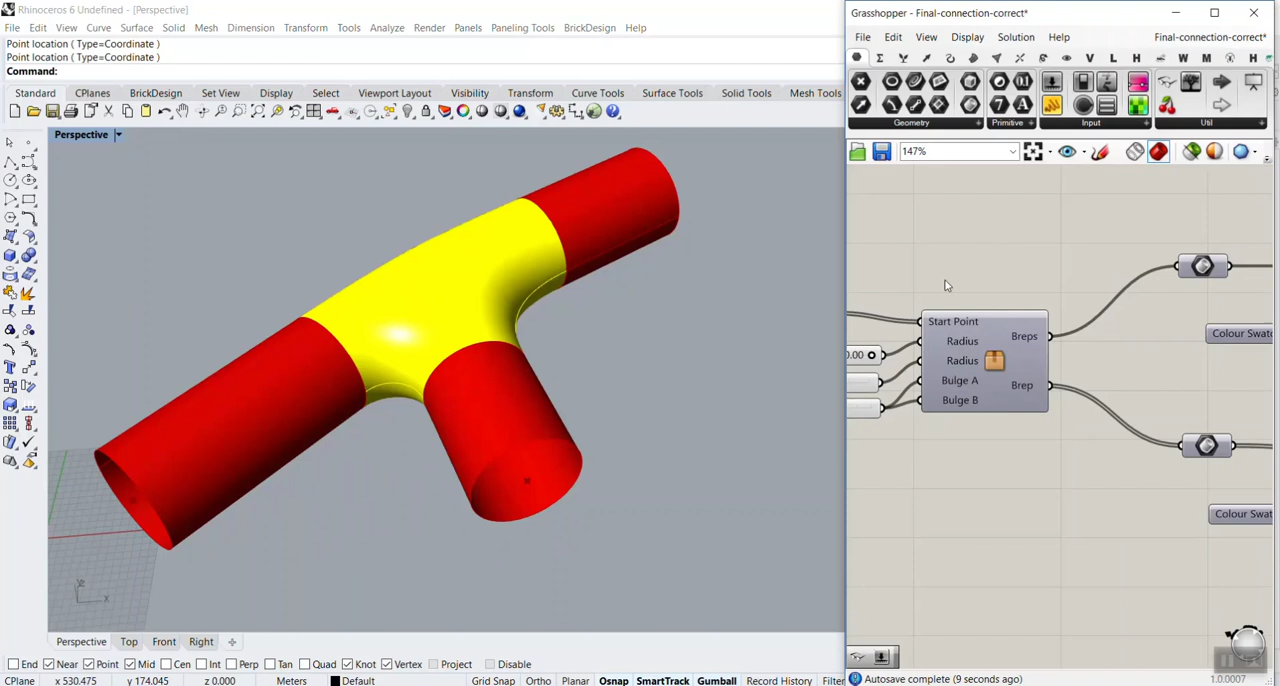 Rhinoceros 6 Undefined - [Perspective]
File Edit View Curve Surface Solid Mesh Dimension Transform Tools Analyze Render Panels Paneling Tools BrickDesign Help
Point location ( Type=Coordinate )
Point location ( Type=Coordinate )
Command:
Standard CPlanes BrickDesign Set View Display Select Viewport Layout Visibility Transform Curve Tools Surface Tools Solid Tools Mesh Tools
Perspective
x
Perspective Top Front Right
End Near Point Mid Cen Int Perp Tan Quad Knot Vertex Project Disable
CPlane x 530.475 y 174.045 z 0.000 Meters Default Grid Snap Ortho Planar Osnap SmartTrack Gumball Record History Filter
Grasshopper - Final-connection-correct*
File Edit View Display Solution Help Final-connection-correct*
V L H W M H
Geometry Primitive Input Util
147%
Start Point
Radius
Radius
Bulge A
Bulge B
Breps
Brep
0.00
Colour Swatc
Colour Swatc
Autosave complete (9 seconds ago) 1.0.0007